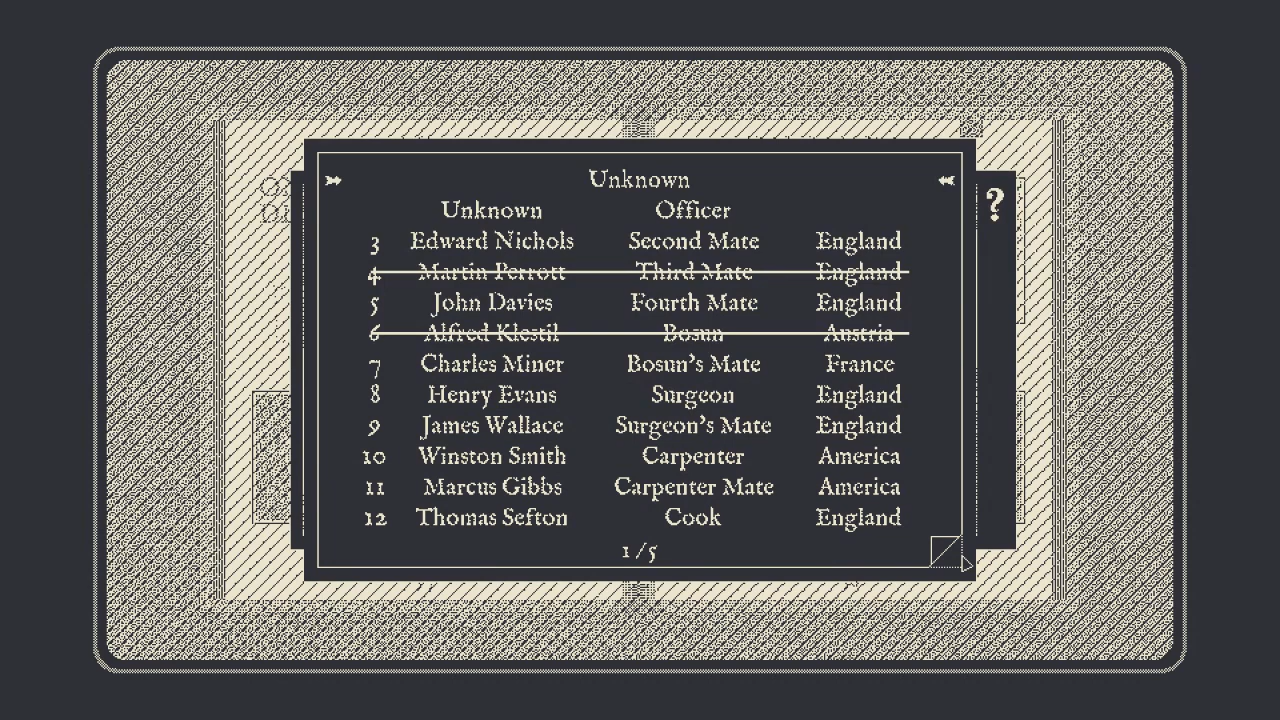 Unknown
?
Unknown Officer
3 Edward Nichols Second Mate England
4 Martin Perrott Third Mate England
5 John Davies Fourth Mate England
6 Alfred Klestil Bosun Austria
7 Charles Miner Bosun's Mate France
8 Henry Evans Surgeon England
9 James Wallace Surgeon's Mate England
10 Winston Smith Carpenter America
11 Marcus Gibbs Carpenter Mate America
12 Thomas Sefton Cook England
1/5